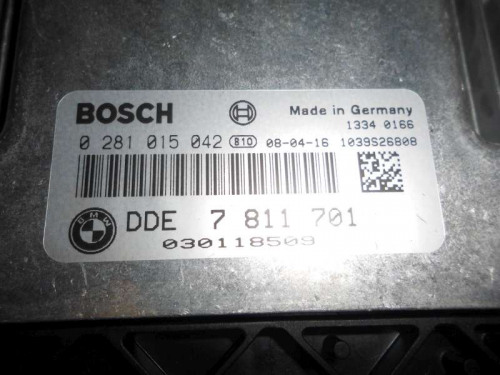 BOSCH
Made in Germany
1334 0166
0 281 015 042 810 08-04-16 1039S26808
BMW
DDE 7 811 701
030118509